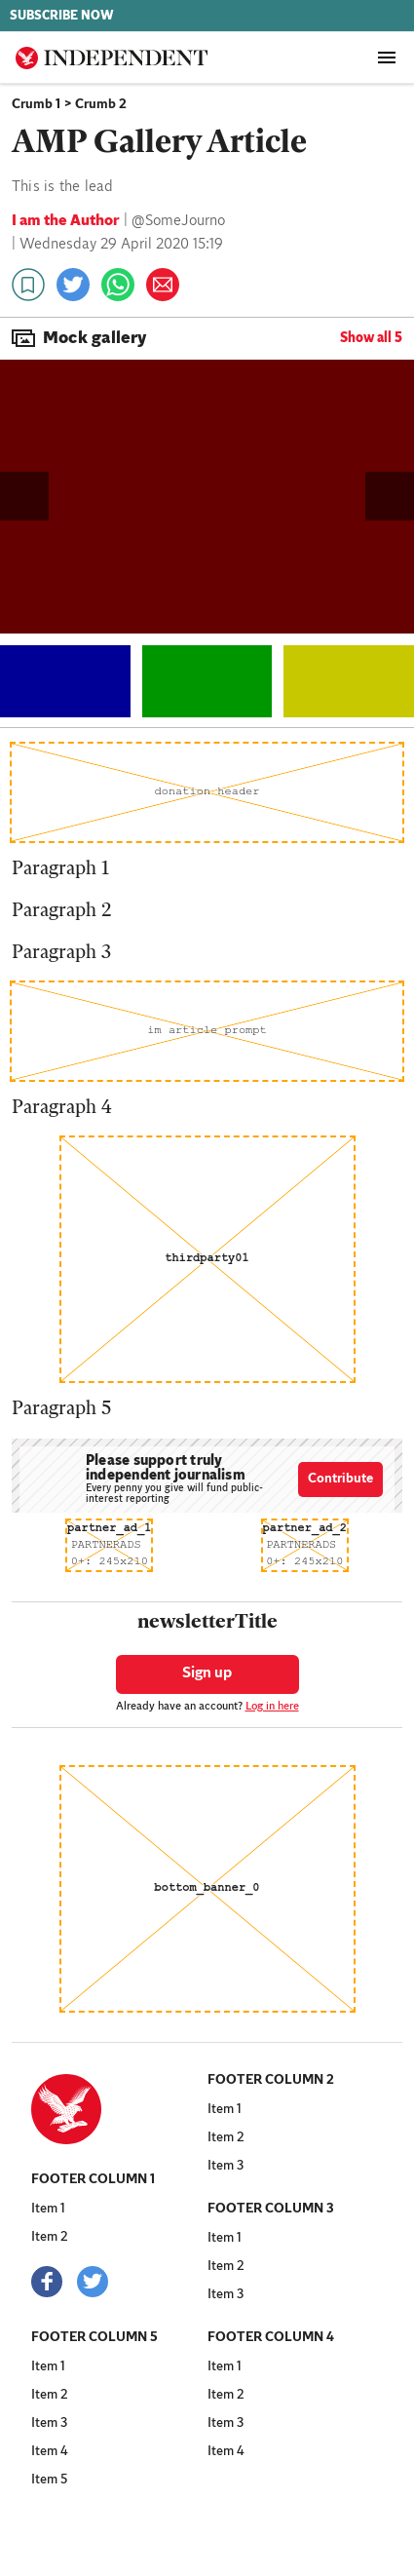 SUBSCRIBE NOW
INDEPENDENT
Crumb 1 > Crumb 2
AMP Gallery Article
This is the lead
I am the Author | @SomeJourno
| Wednesday 29 April 2020 15:19
Mock gallery
Show all 5
donation header
Paragraph 1
Paragraph 2
Paragraph 3
im article prompt
Paragraph 4
thirdparty01
Paragraph 5
Please support truly
independent journalism
Every penny you give will fund public-
interest reporting
Contribute
partner_ad_1
PARTNERADS
0+: 245x210
partner_ad_2
PARTNERADS
0+: 245x210
newsletterTitle
Sign up
Already have an account? Log in here
bottom_banner_0
FOOTER COLUMN 1
Item 1
Item 2
FOOTER COLUMN 2
Item 1
Item 2
Item 3
FOOTER COLUMN 3
Item 1
Item 2
Item 3
FOOTER COLUMN 5
Item 1
Item 2
Item 3
Item 4
Item 5
FOOTER COLUMN 4
Item 1
Item 2
Item 3
Item 4